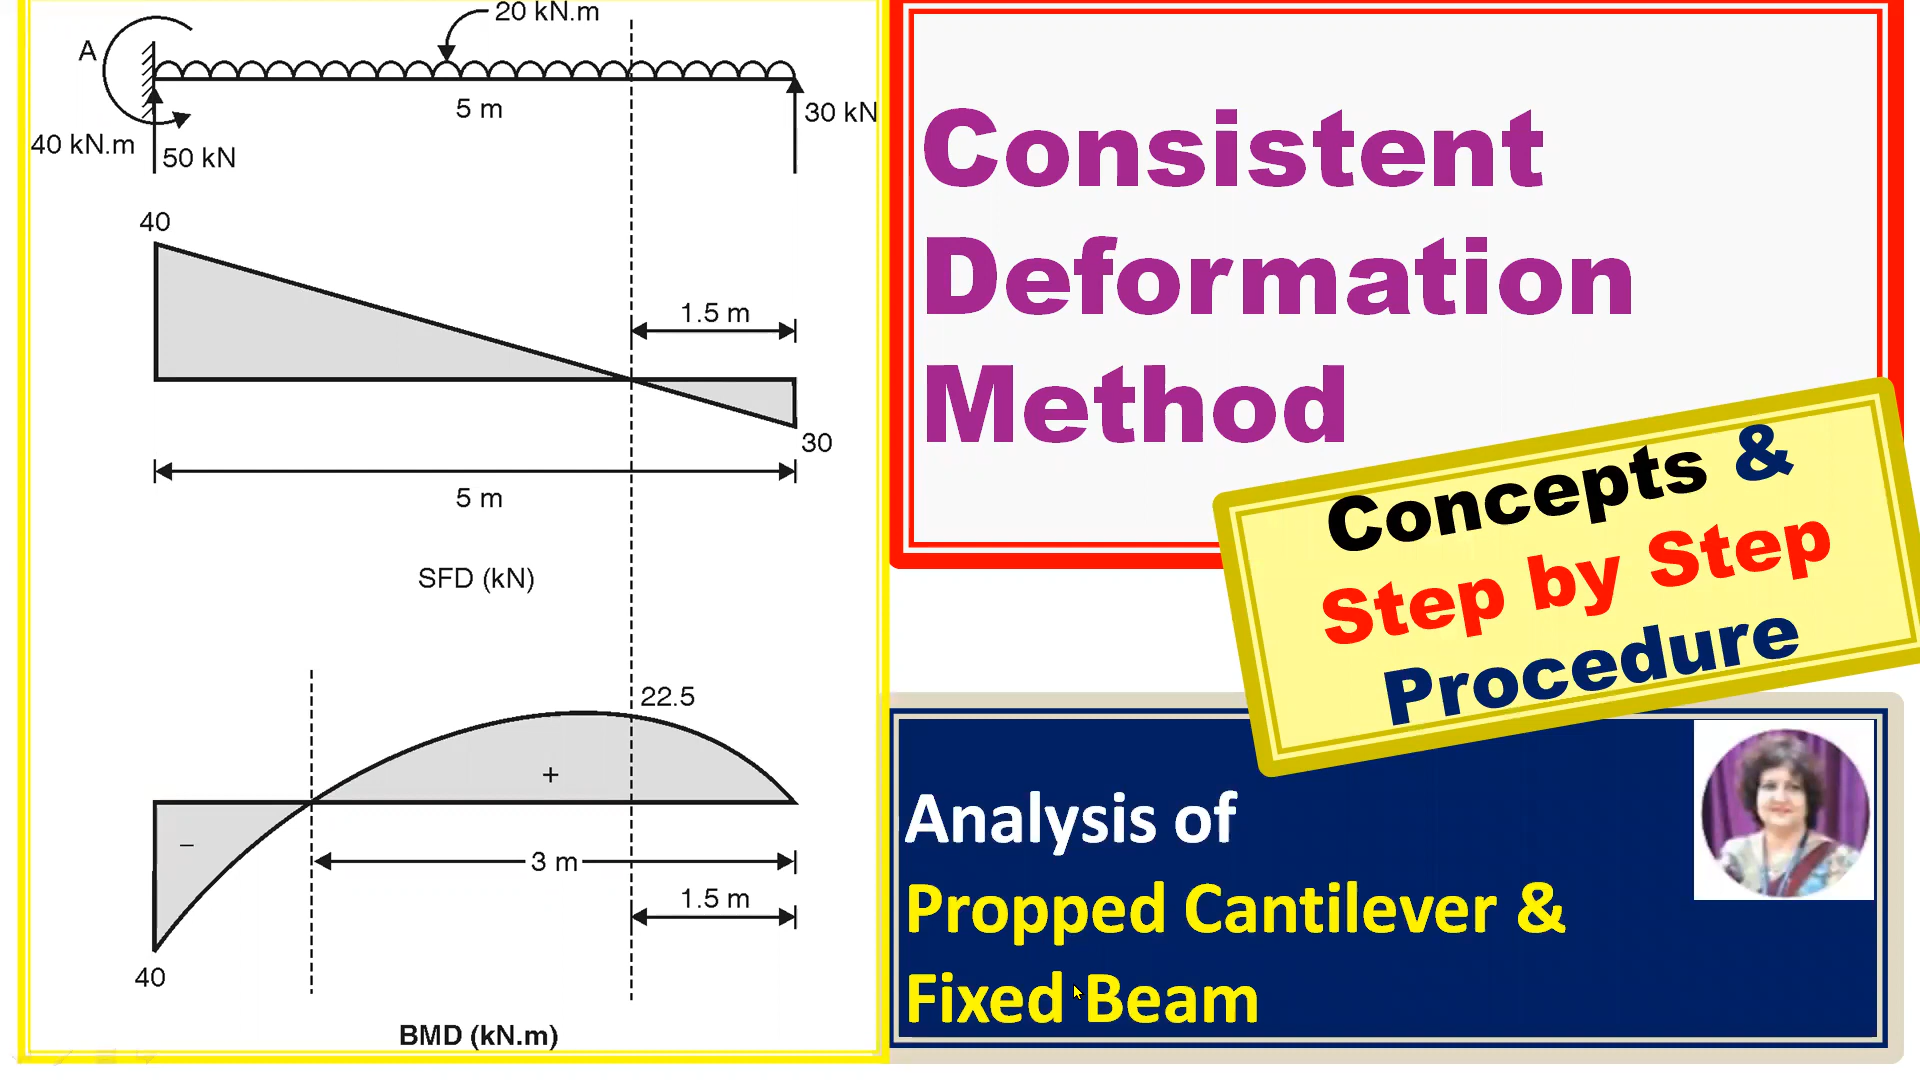 20 kN.m
A
5 m
30 kN
40 kN.m
50 kN
40
1.5 m
30
5 m
SFD (kN)
22.5
+
−
3 m
1.5 m
40
BMD (kN.m)
Consistent
Deformation
Method
Concepts &
Step by Step
Procedure
Analysis of
Propped Cantilever &
Fixed Beam